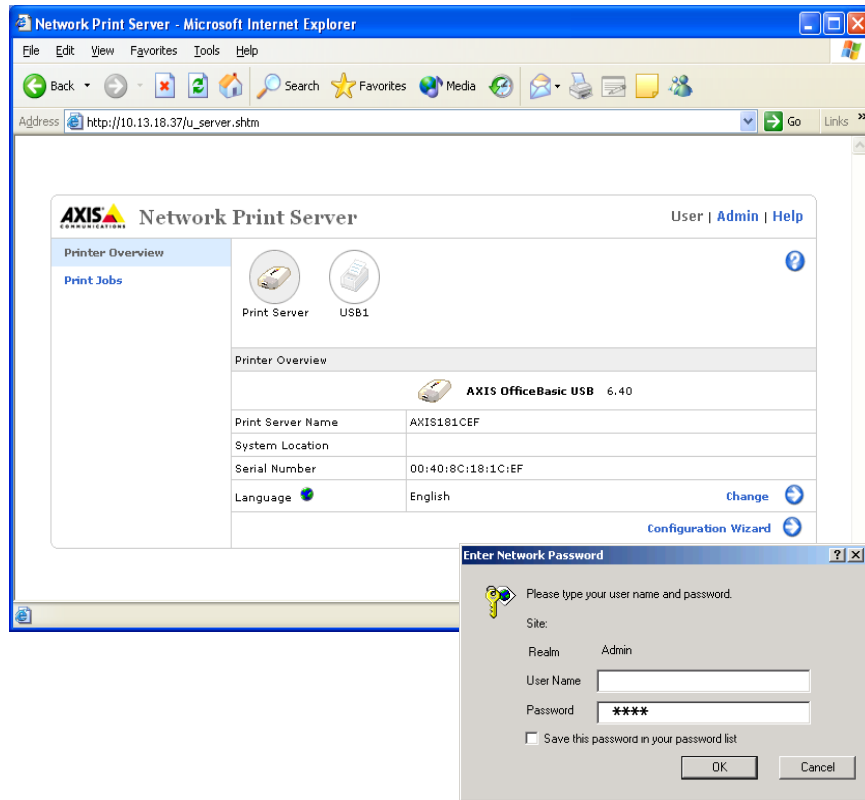 Network Print Server - Microsoft Internet Explorer
File Edit View Favorites Tools Help
Back Search Favorites Media
Address http://10.13.18.37/u_server.shtm Go Links »
AXIS COMMUNICATIONS Network Print Server User | Admin | Help
Printer Overview
Print Jobs
Print Server USB1
Printer Overview
AXIS OfficeBasic USB 6.40
Print Server Name AXIS181CEF
System Location
Serial Number 00:40:8C:18:1C:EF
Language English Change
Configuration Wizard
Enter Network Password
Please type your user name and password.
Site:
Realm Admin
User Name
Password ****
Save this password in your password list
OK Cancel